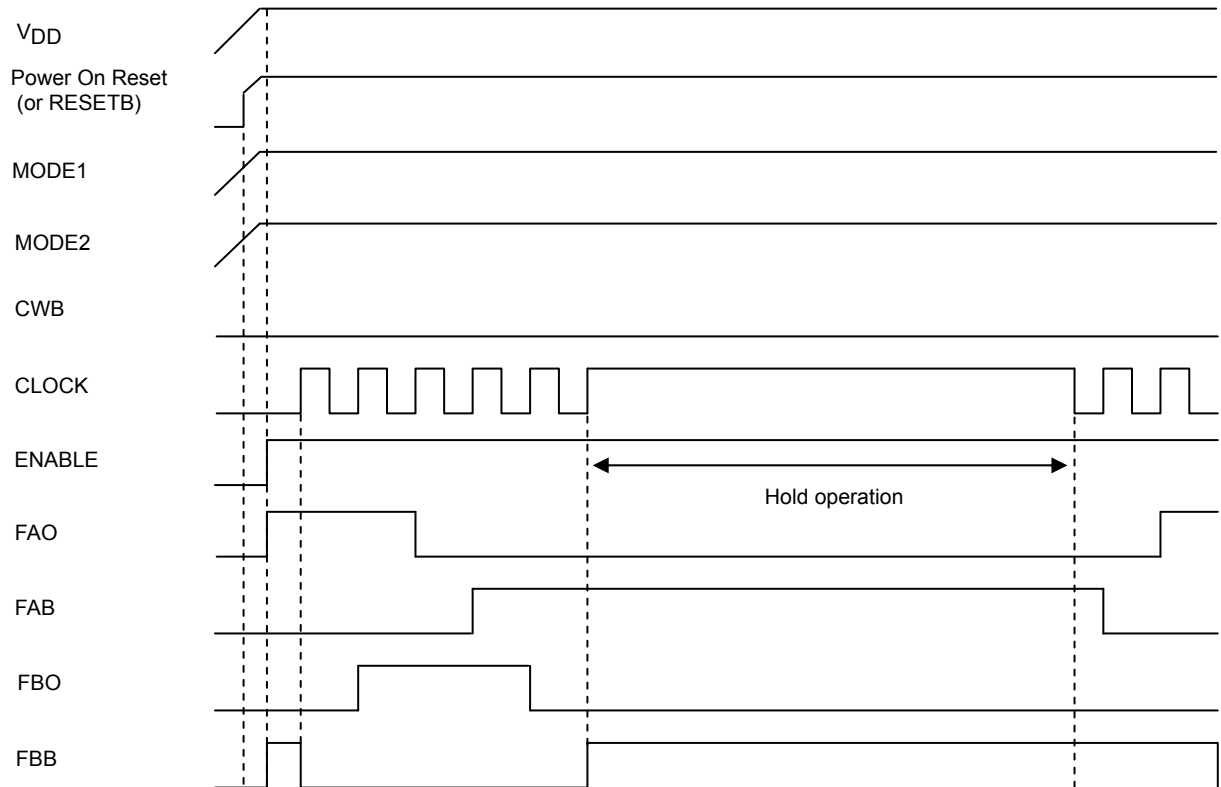 VDD
Power On Reset
(or RESETB)
MODE1
MODE2
CWB
CLOCK
ENABLE
Hold operation
FAO
FAB
FBO
FBB